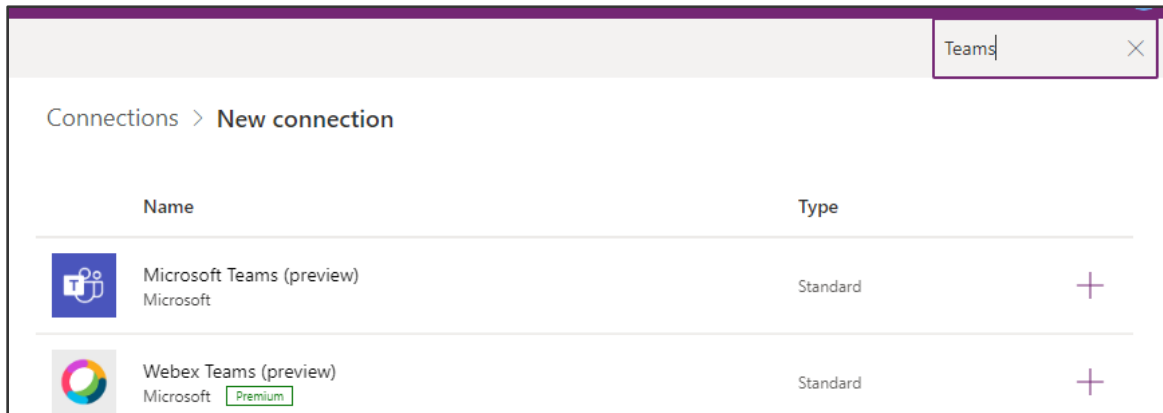 Teams
Connections > New connection
Name Type
Microsoft Teams (preview)
Microsoft
Standard
Webex Teams (preview)
Microsoft Premium
Standard